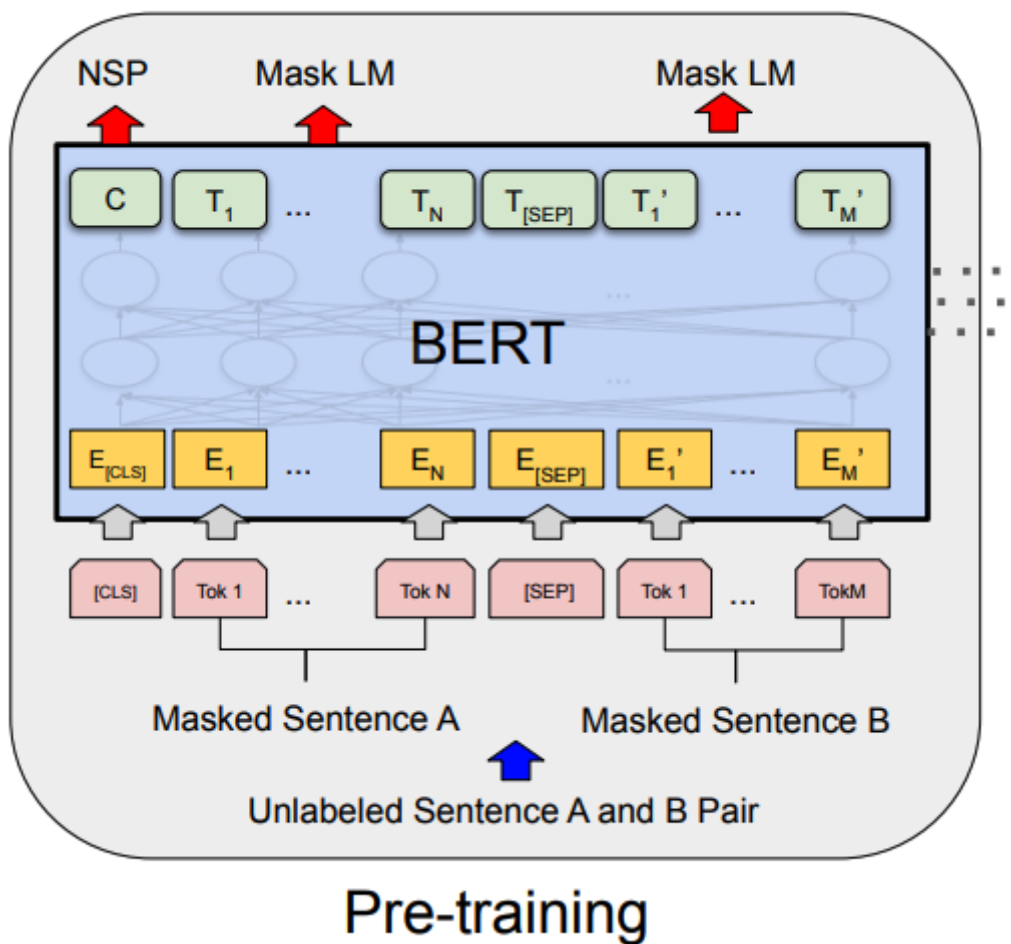 NSP Mask LM Mask LM
C T1 ... TN T[SEP] T1' ... TM'
...
BERT
...
E[CLS] E1 ... EN E[SEP] E1' ... EM'
[CLS] Tok 1 ... Tok N [SEP] Tok 1 ... TokM
Masked Sentence A Masked Sentence B
Unlabeled Sentence A and B Pair
Pre-training